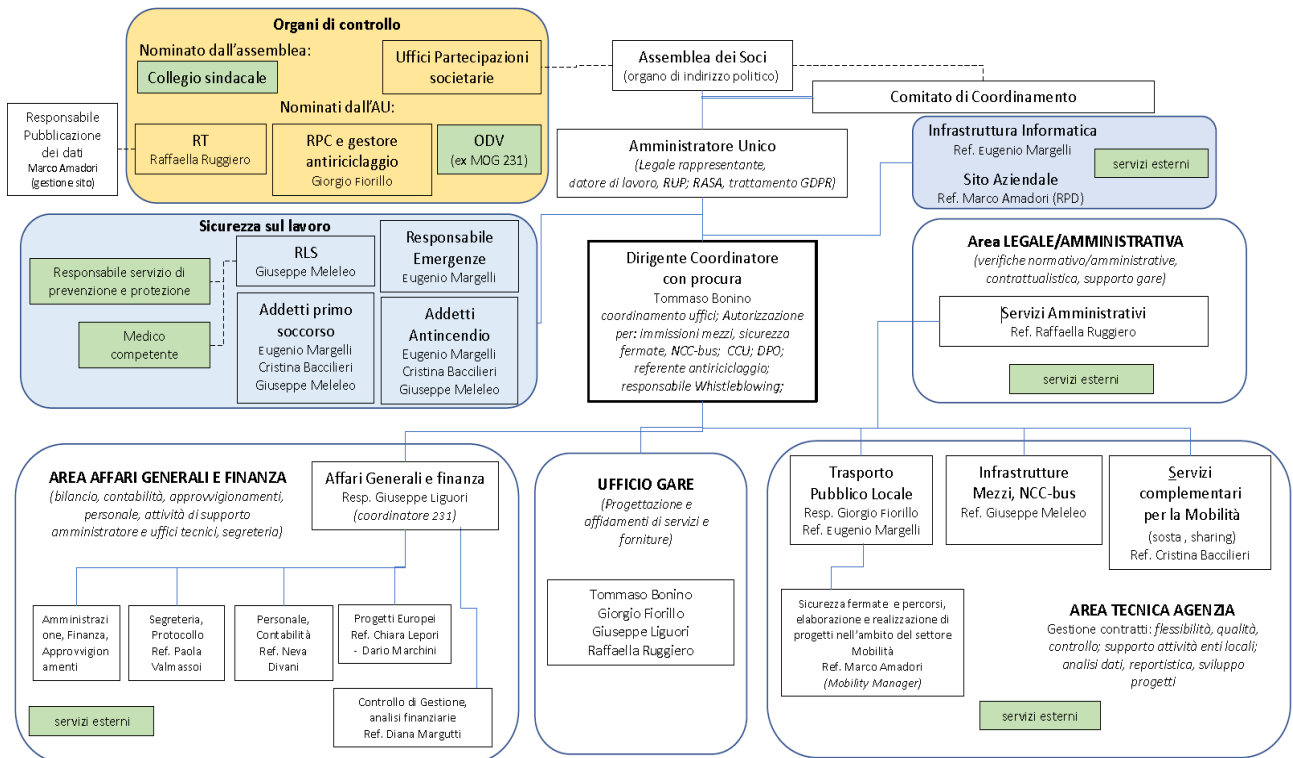 Organi di controllo
Nominato dall'assemblea:
Collegio sindacale
Uffici Partecipazioni
societarie
Nominati dall'AU:
RT
Raffaella Ruggiero
RPC e gestore
antiriciclaggio
Giorgio Fiorillo
ODV
(ex MOG 231)
Responsabile
Pubblicazione
dei dati
Marco Amadori
(gestione sito)
Assemblea dei Soci
(organo di indirizzo politico)
Comitato di Coordinamento
Amministratore Unico
(Legale rappresentante,
datore di lavoro, RUP; RASA, trattamento GDPR)
Infrastruttura Informatica
Ref. Eugenio Margelli
servizi esterni
Sito Aziendale
Ref. Marco Amadori (RPD)
Sicurezza sul lavoro
Responsabile servizio di
prevenzione e protezione
Medico
competente
RLS
Giuseppe Meleleo
Responsabile
Emergenze
Eugenio Margelli
Addetti primo
soccorso
Eugenio Margelli
Cristina Baccilieri
Giuseppe Meleleo
Addetti
Antincendio
Eugenio Margelli
Cristina Baccilieri
Giuseppe Meleleo
Dirigente Coordinatore
con procura
Tommaso Bonino
coordinamento uffici; Autorizzazione
per: immissioni mezzi, sicurezza
fermate, NCC-bus; CCU; DPO;
referente antiriciclaggio;
responsabile Whistleblowing;
Area LEGALE/AMMINISTRATIVA
(verifiche normativo/amministrative,
contrattualistica, supporto gare)
Servizi Amministrativi
Ref. Raffaella Ruggiero
servizi esterni
AREA AFFARI GENERALI E FINANZA
(bilancio, contabilità, approvvigionamenti,
personale, attività di supporto
amministratore e uffici tecnici, segreteria)
Affari Generali e finanza
Resp. Giuseppe Liguori
(coordinatore 231)
Amministrazi
one, Finanza,
Approvvigion
amenti
Segreteria,
Protocollo
Ref. Paola
Valmassoi
Personale,
Contabilità
Ref. Neva
Divani
Progetti Europei
Ref. Chiara Lepori
- Dario Marchini
Controllo di Gestione,
analisi finanziarie
Ref. Diana Margutti
servizi esterni
UFFICIO GARE
(Progettazione e
affidamenti di servizi e
forniture)
Tommaso Bonino
Giorgio Fiorillo
Giuseppe Liguori
Raffaella Ruggiero
Trasporto
Pubblico Locale
Resp. Giorgio Fiorillo
Ref. Eugenio Margelli
Infrastrutture
Mezzi, NCC-bus
Ref. Giuseppe Meleleo
Servizi
complementari
per la Mobilità
(sosta , sharing)
Ref. Cristina Baccilieri
Sicurezza fermate e percorsi,
elaborazione e realizzazione di
progetti nell'ambito del settore
Mobilità
Ref. Marco Amadori
(Mobility Manager)
AREA TECNICA AGENZIA
Gestione contratti: flessibilità, qualità,
controllo; supporto attività enti locali;
analisi dati, reportistica, sviluppo
progetti
servizi esterni